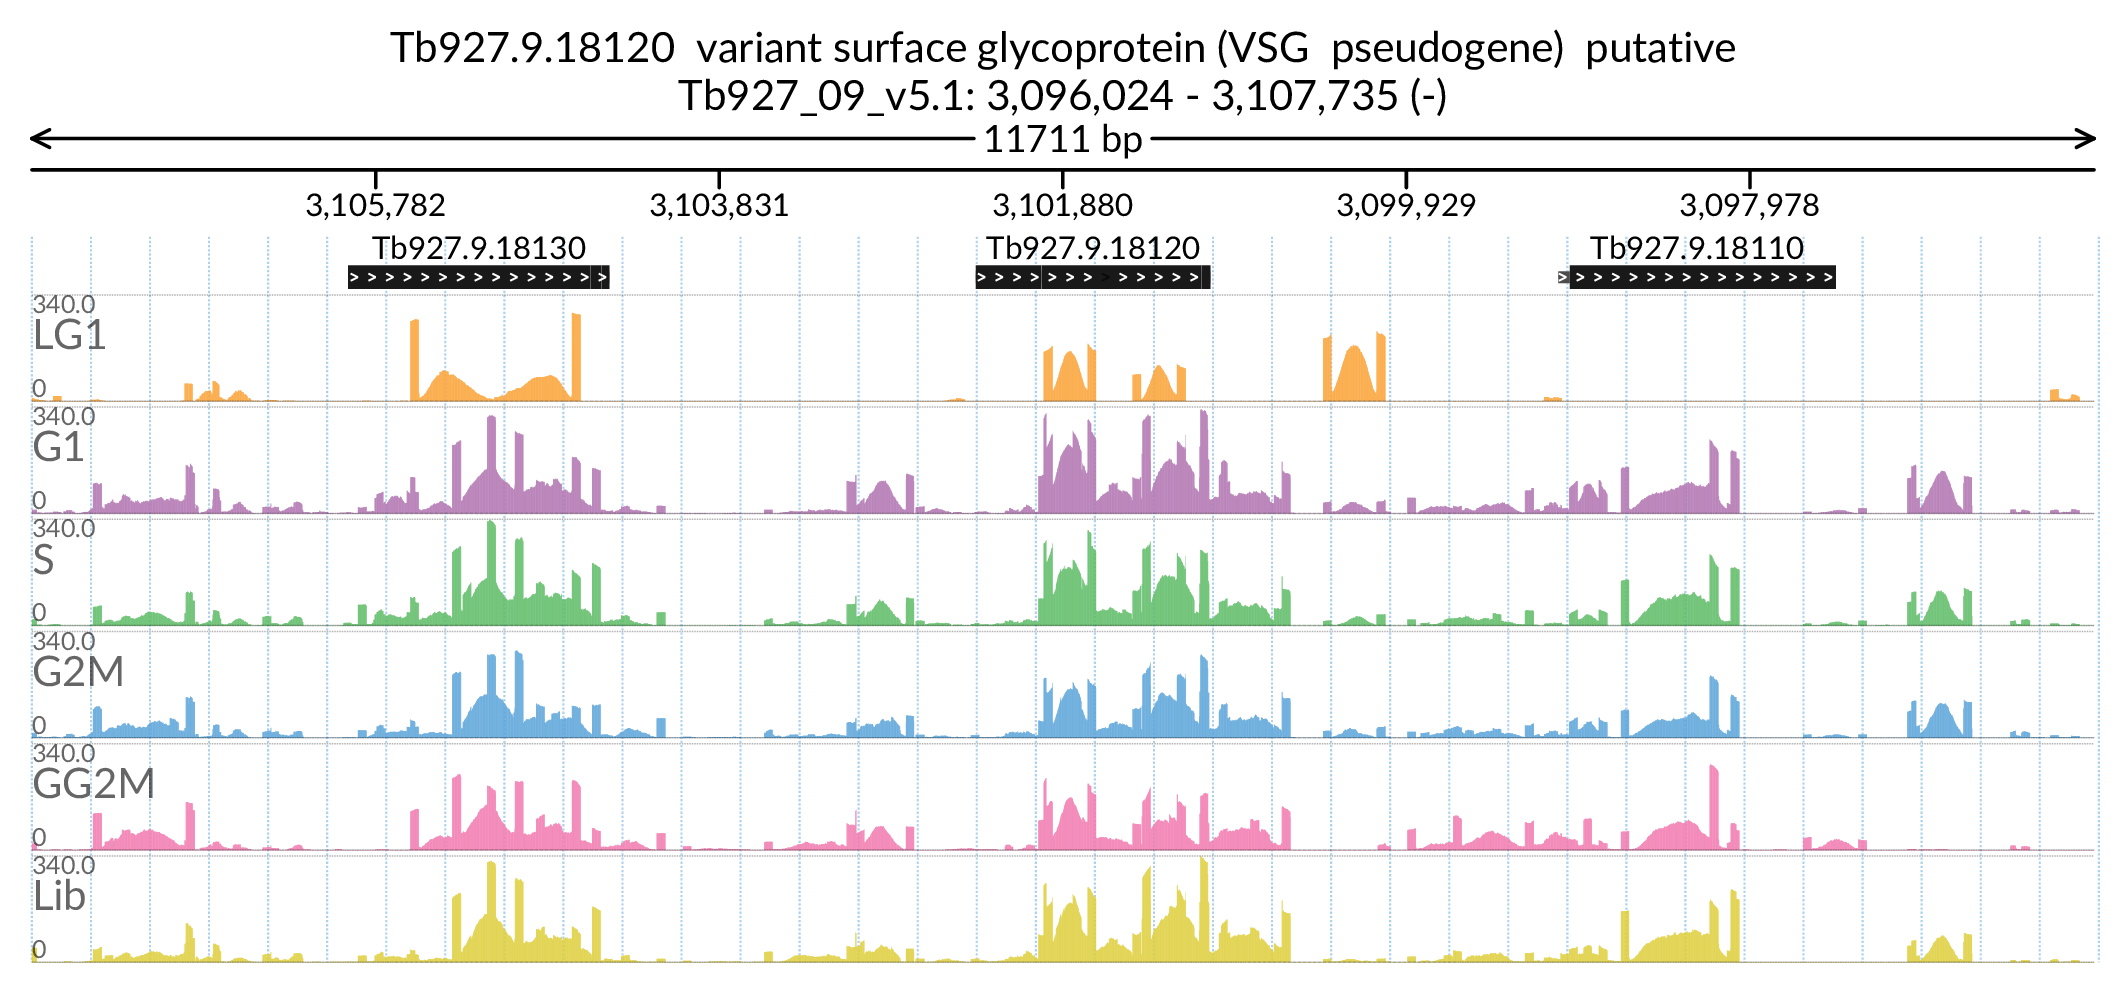 Tb927.9.18120  variant surface glycoprotein (VSG  pseudogene)  putative
Tb927_09_v5.1: 3,096,024 - 3,107,735 (-)
11711 bp
3,105,782 3,103,831 3,101,880 3,099,929 3,097,978
Tb927.9.18130 Tb927.9.18120 Tb927.9.18110
340.0
LG1
0
340.0
G1
0
340.0
S
0
340.0
G2M
0
340.0
GG2M
0
340.0
Lib
0